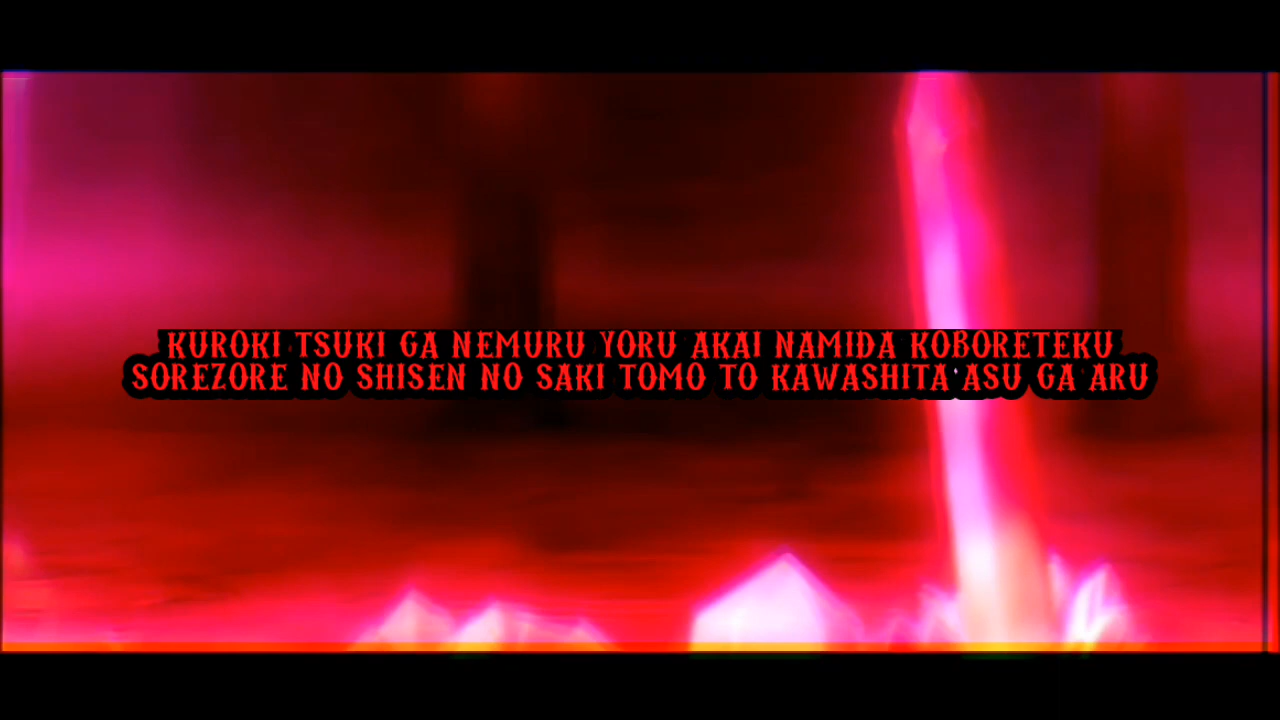 KUROKI TSUKI GA NEMURU YORU AKAI NAMIDA KOBORETEKU
SOREZORE NO SHISEN NO SAKI TOMO TO KAWASHITA ASU GA ARU